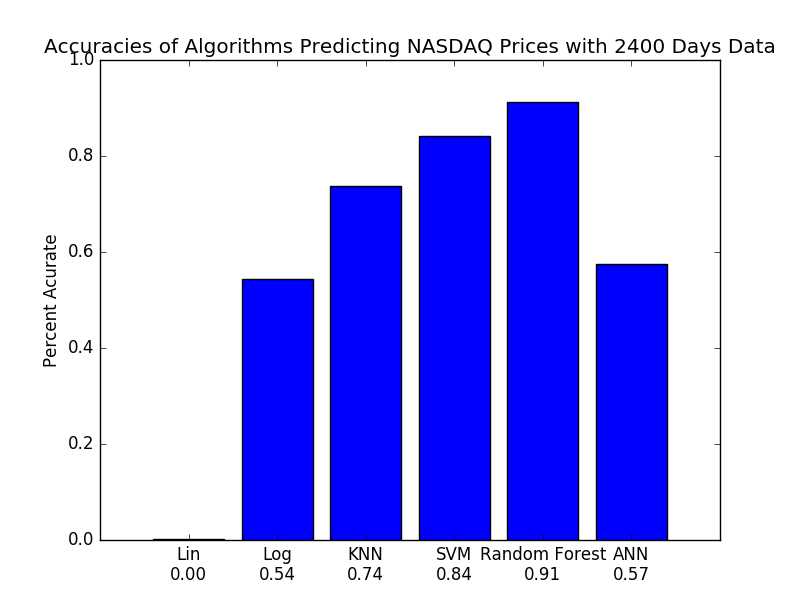 Accuracies of Algorithms Predicting NASDAQ Prices with 2400 Days Data
Percent Acurate
1.0
0.8
0.6
0.4
0.2
0.0
Lin Log KNN SVM Random Forest ANN
0.00 0.54 0.74 0.84 0.91 0.57